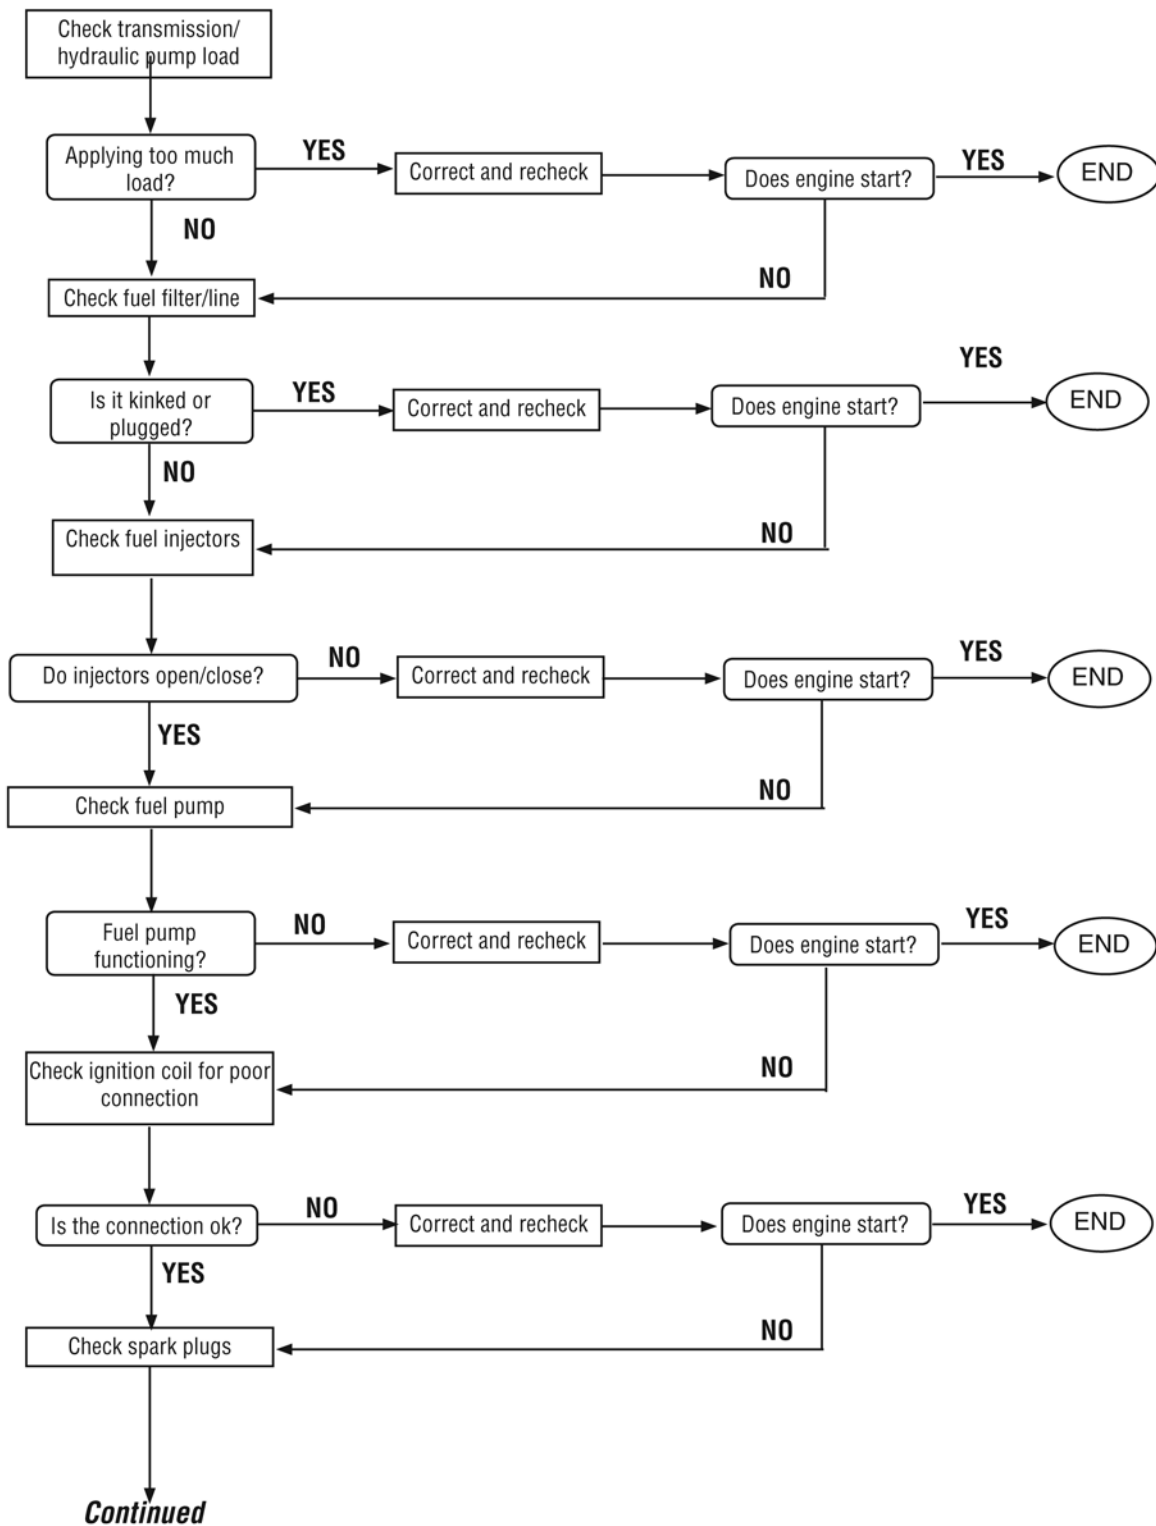 Check transmission/
hydraulic pump load
Applying too much
load?
YES
Correct and recheck
Does engine start?
YES
END
NO
NO
Check fuel filter/line
Is it kinked or
plugged?
YES
Correct and recheck
Does engine start?
YES
END
NO
NO
Check fuel injectors
Do injectors open/close?
NO
Correct and recheck
Does engine start?
YES
END
YES
NO
Check fuel pump
Fuel pump
functioning?
NO
Correct and recheck
Does engine start?
YES
END
YES
NO
Check ignition coil for poor
connection
Is the connection ok?
NO
Correct and recheck
Does engine start?
YES
END
YES
NO
Check spark plugs
Continued